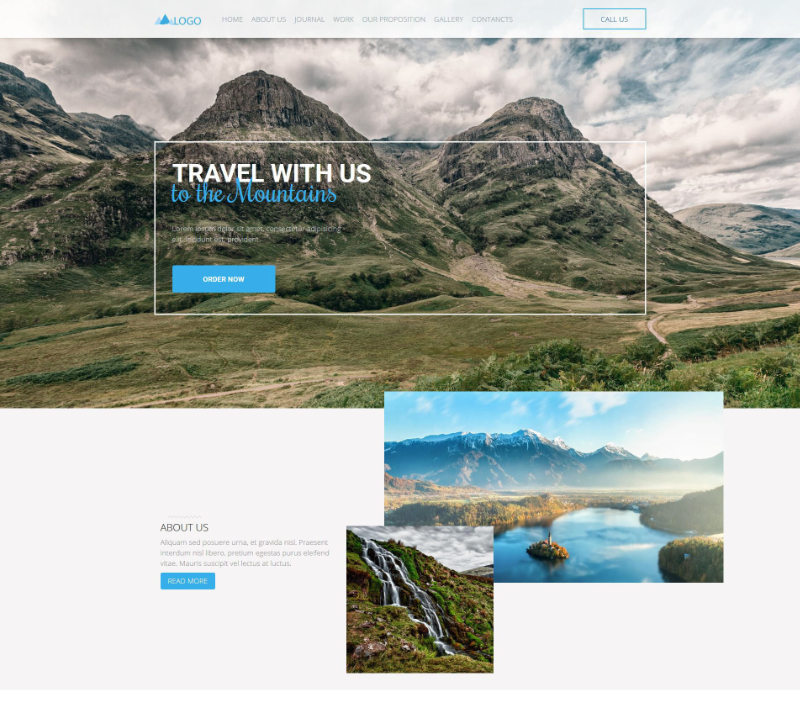 LOGO
HOME ABOUT US JOURNAL WORK OUR PROPOSITION GALLERY CONTANCTS
CALL US
TRAVEL WITH US
to the Mountains
Lorem ipsum dolor sit amet, consectetur adipisicing
elit. Incidunt est, provident.
ORDER NOW
ABOUT US
Aliquam sed posuere urna, et gravida nisl. Praesent
interdum nisl libero, pretium egestas purus eleifend
vitae. Mauris suscipit vel lectus at luctus.
READ MORE